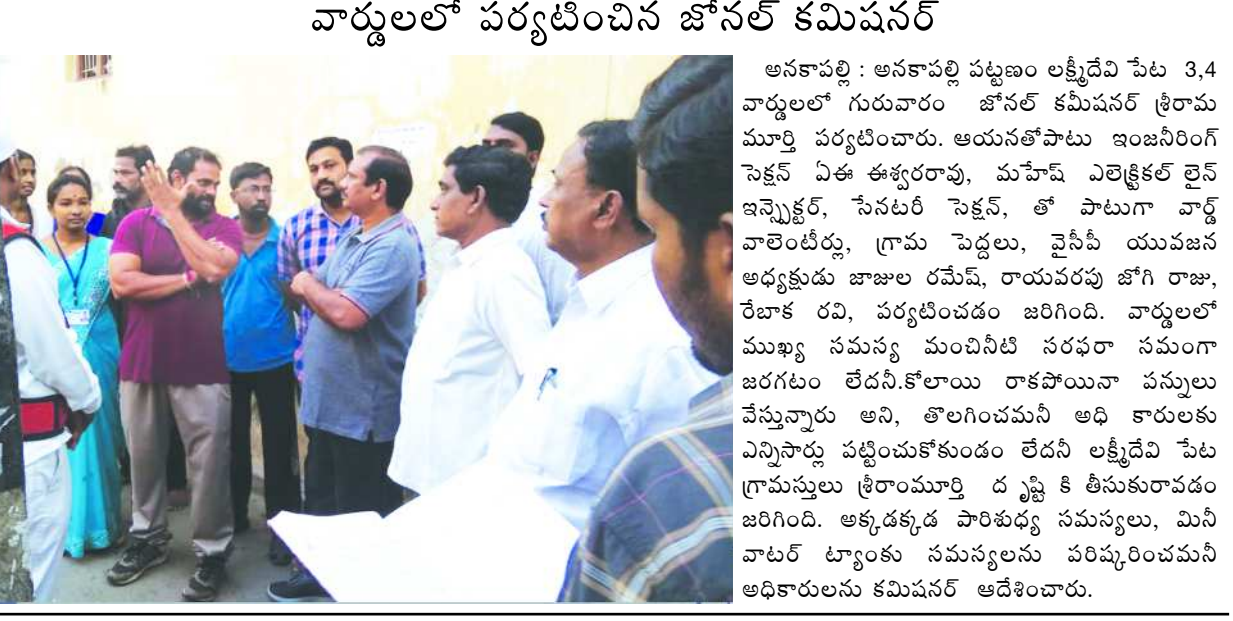 వార్డులలో పర్యటించిన జోనల్ కమిషనర్
అనకాపల్లి : అనకాపల్లి పట్టణం లక్ష్మీదేవి పేట 3,4
వార్డులలో గురువారం జోనల్ కమీషనర్ శ్రీరామ
మూర్తి పర్యటించారు. ఆయనతోపాటు ఇంజనీరింగ్
సెక్షన్ ఏఈ ఈశ్వరరావు, మహేష్ ఎలెక్ట్రికల్ లైన్
ఇన్స్పెక్టర్, సేనటరీ సెక్షన్, తో పాటుగా వార్డ్
వాలెంటీర్లు, గ్రామ పెద్దలు, వైసీపీ యువజన
అధ్యక్షుడు జాజుల రమేష్, రాయవరపు జోగి రాజు,
రేబాక రవి, పర్యటించడం జరిగింది. వార్డులలో
ముఖ్య సమస్య మంచినీటి సరఫరా సమంగా
జరగటం లేదనీ.కోలాయి రాకపోయినా పన్నులు
వేస్తున్నారు అని, తొలగించమనీ అధి కారులకు
ఎన్నిసార్లు పట్టించుకోకుండం లేదనీ లక్ష్మీదేవి పేట
గ్రామస్తులు శ్రీరాంమూర్తి ద ృష్టి కి తీసుకురావడం
జరిగింది. అక్కడక్కడ పారిశుధ్య సమస్యలు, మినీ
వాటర్ ట్యాంకు సమస్యలను పరిష్కరించమనీ
అధికారులను కమిషనర్ ఆదేశించారు.